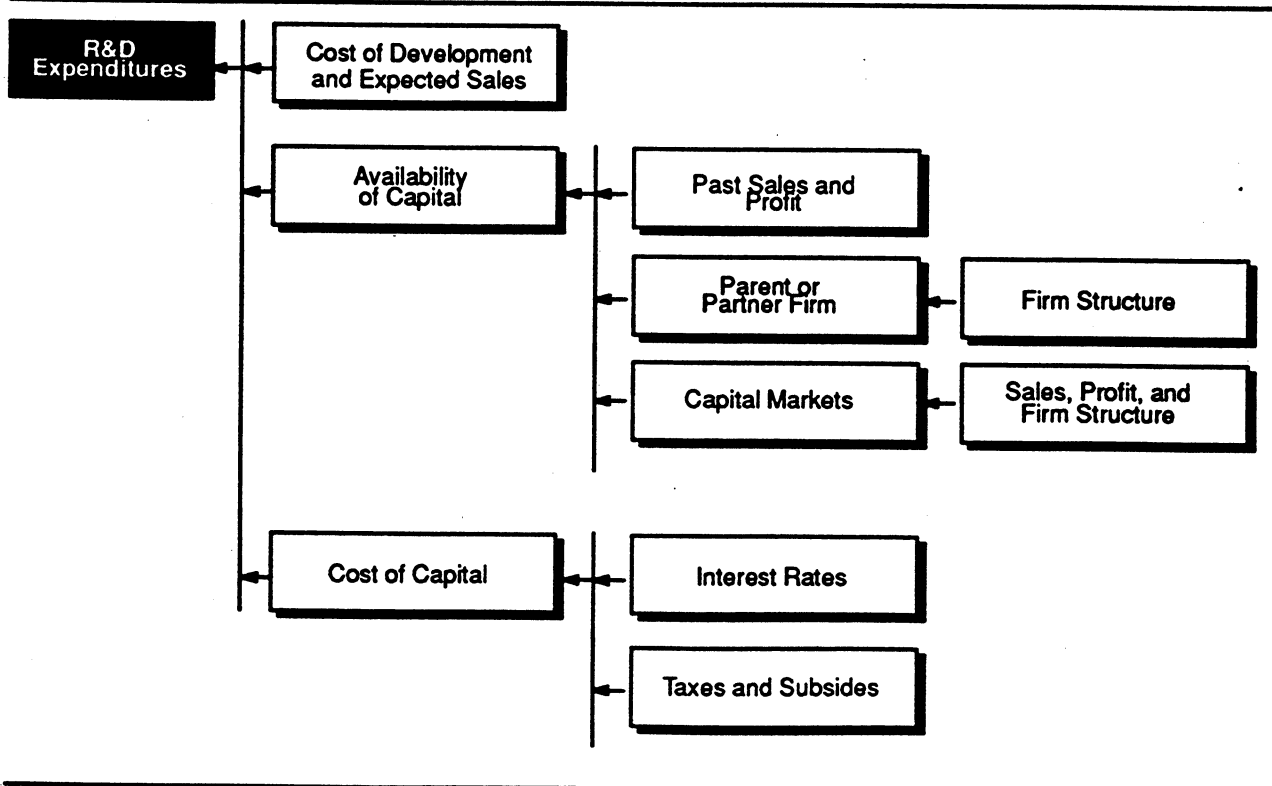 R&D
Expenditures
Cost of Development
and Expected Sales
Availability
of Capital
Past Sales and
Profit
Parent or
Partner Firm
Firm Structure
Capital Markets
Sales, Profit, and
Firm Structure
Cost of Capital
Interest Rates
Taxes and Subsides